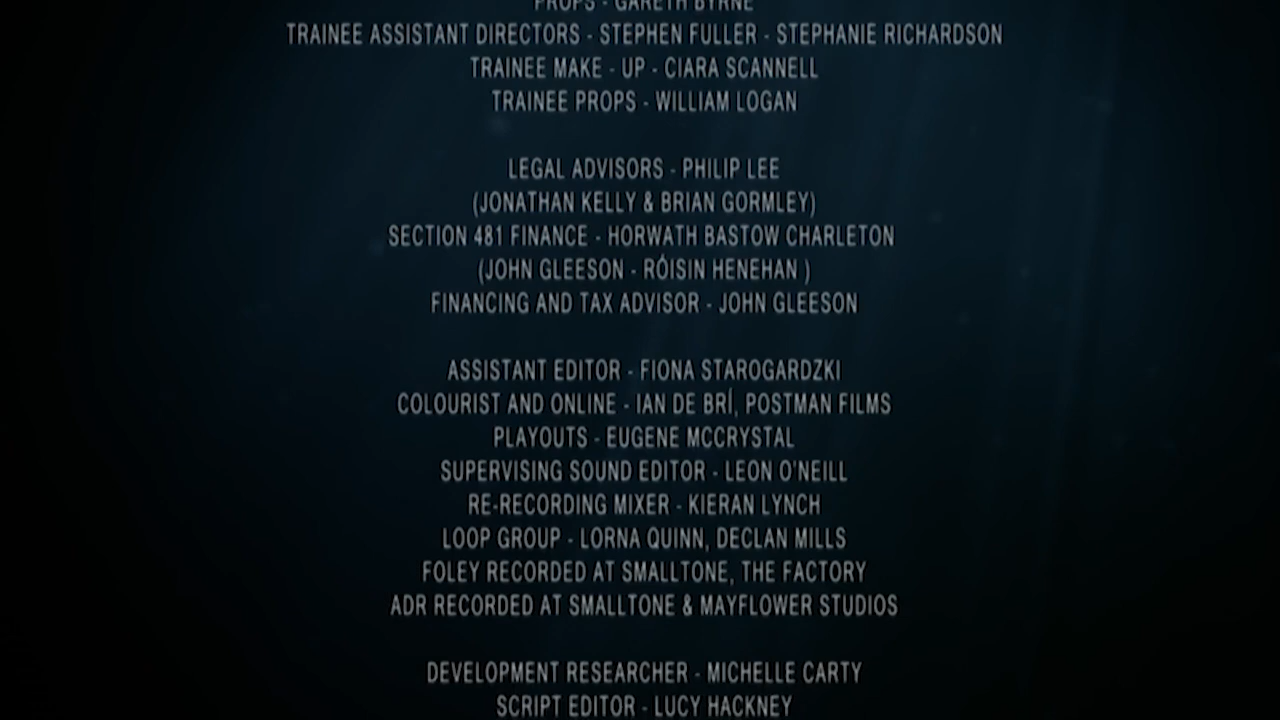 PROPS - GARETH BYRNE
TRAINEE ASSISTANT DIRECTORS - STEPHEN FULLER - STEPHANIE RICHARDSON
TRAINEE MAKE - UP - CIARA SCANNELL
TRAINEE PROPS - WILLIAM LOGAN
LEGAL ADVISORS - PHILIP LEE
(JONATHAN KELLY & BRIAN GORMLEY)
SECTION 481 FINANCE - HORWATH BASTOW CHARLETON
(JOHN GLEESON - RÓISIN HENEHAN )
FINANCING AND TAX ADVISOR - JOHN GLEESON
ASSISTANT EDITOR - FIONA STAROGARDZKI
COLOURIST AND ONLINE - IAN DE BRÍ, POSTMAN FILMS
PLAYOUTS - EUGENE MCCRYSTAL
SUPERVISING SOUND EDITOR - LEON O'NEILL
RE-RECORDING MIXER - KIERAN LYNCH
LOOP GROUP - LORNA QUINN, DECLAN MILLS
FOLEY RECORDED AT SMALLTONE, THE FACTORY
ADR RECORDED AT SMALLTONE & MAYFLOWER STUDIOS
DEVELOPMENT RESEARCHER - MICHELLE CARTY
SCRIPT EDITOR - LUCY HACKNEY